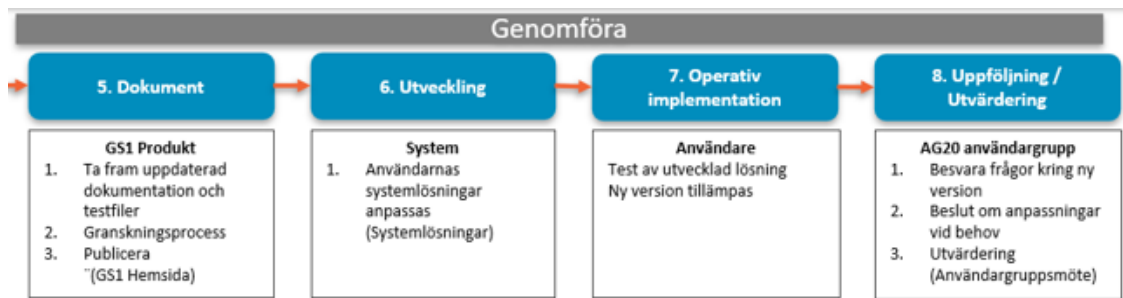 Genomföra
5. Dokument
6. Utveckling
7. Operativ
implementation
8. Uppföljning /
Utvärdering
GS1 Produkt
1. Ta fram uppdaterad
dokumentation och
testfiler
2. Granskningsprocess
3. Publicera
¨(GS1 Hemsida)
System
1. Användarnas
systemlösningar
anpassas
(Systemlösningar)
Användare
Test av utvecklad lösning
Ny version tillämpas
AG20 användargrupp
1. Besvara frågor kring ny
version
2. Beslut om anpassningar
vid behov
3. Utvärdering
(Användargruppsmöte)